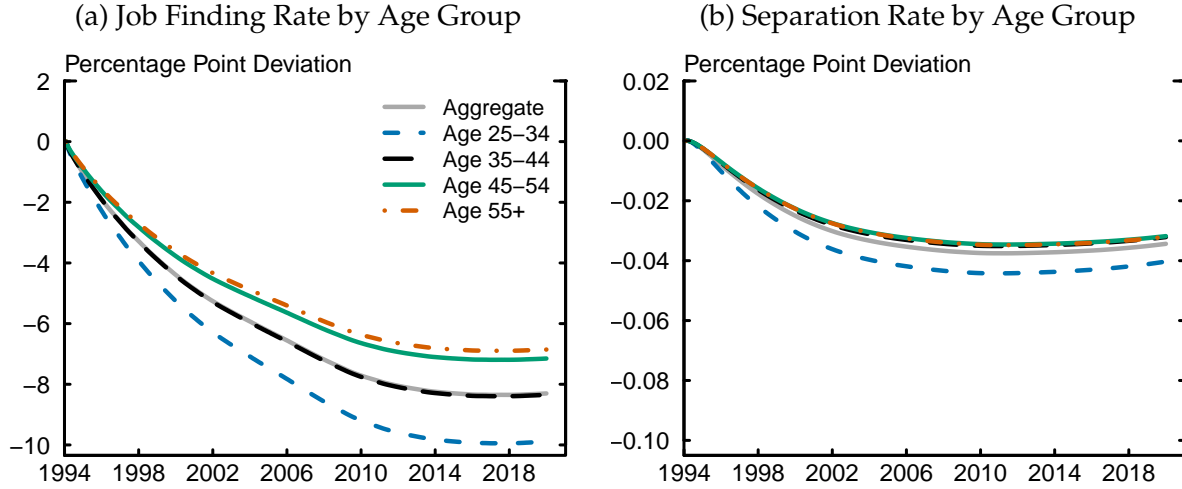 (a) Job Finding Rate by Age Group
Percentage Point Deviation
2
0
−2
−4
−6
−8
−10
1994 1998 2002 2006 2010 2014 2018
Aggregate
Age 25−34
Age 35−44
Age 45−54
Age 55+
(b) Separation Rate by Age Group
Percentage Point Deviation
0.02
0.00
−0.02
−0.04
−0.06
−0.08
−0.10
1994 1998 2002 2006 2010 2014 2018